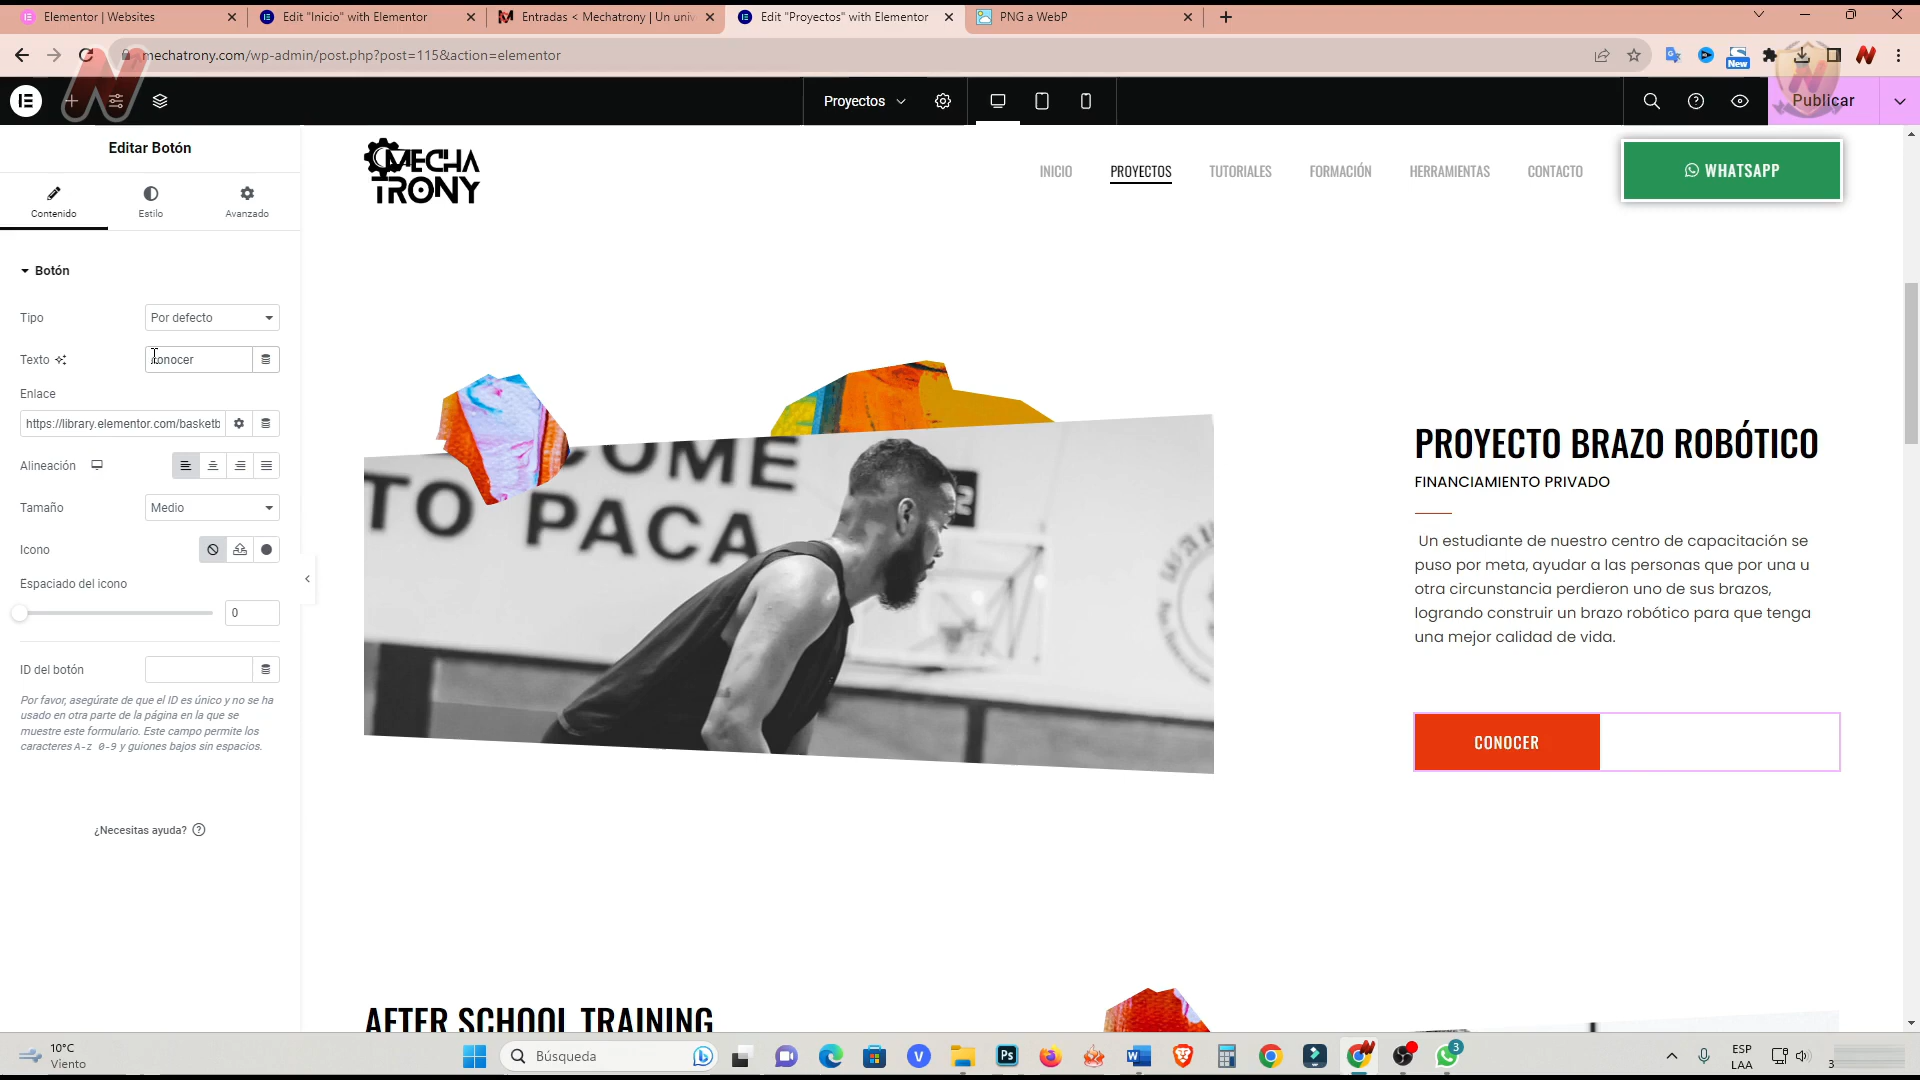 Elementor | Websites
Edit "Inicio" with Elementor
Entradas < Mechatrony | Un univ
Edit "Proyectos" with Elementor
PNG a WebP
mechatrony.com/wp-admin/post.php?post=115&action=elementor
New
Proyectos
Publicar
Editar Botón
Contenido
Estilo
Avanzado
MECHA
TRONY
INICIO
PROYECTOS
TUTORIALES
FORMACIÓN
HERRAMIENTAS
CONTACTO
WHATSAPP
Botón
Tipo
Por defecto
Texto
conocer
Enlace
https://library.elementor.com/basketb
Alineación
Tamaño
Medio
Icono
Espaciado del icono
0
ID del botón
Por favor, asegúrate de que el ID es único y no se ha
usado en otra parte de la página en la que se
muestre este formulario. Este campo permite los
caracteres A-z 0-9 y guiones bajos sin espacios.
¿Necesitas ayuda?
TO PACA
PROYECTO BRAZO ROBÓTICO
FINANCIAMIENTO PRIVADO
Un estudiante de nuestro centro de capacitación se
puso por meta, ayudar a las personas que por una u
otra circunstancia perdieron uno de sus brazos,
logrando construir un brazo robótico para que tenga
una mejor calidad de vida.
CONOCER
AFTER SCHOOL TRAINING
10°C
Viento
Búsqueda
Ps
3
ESP
LAA